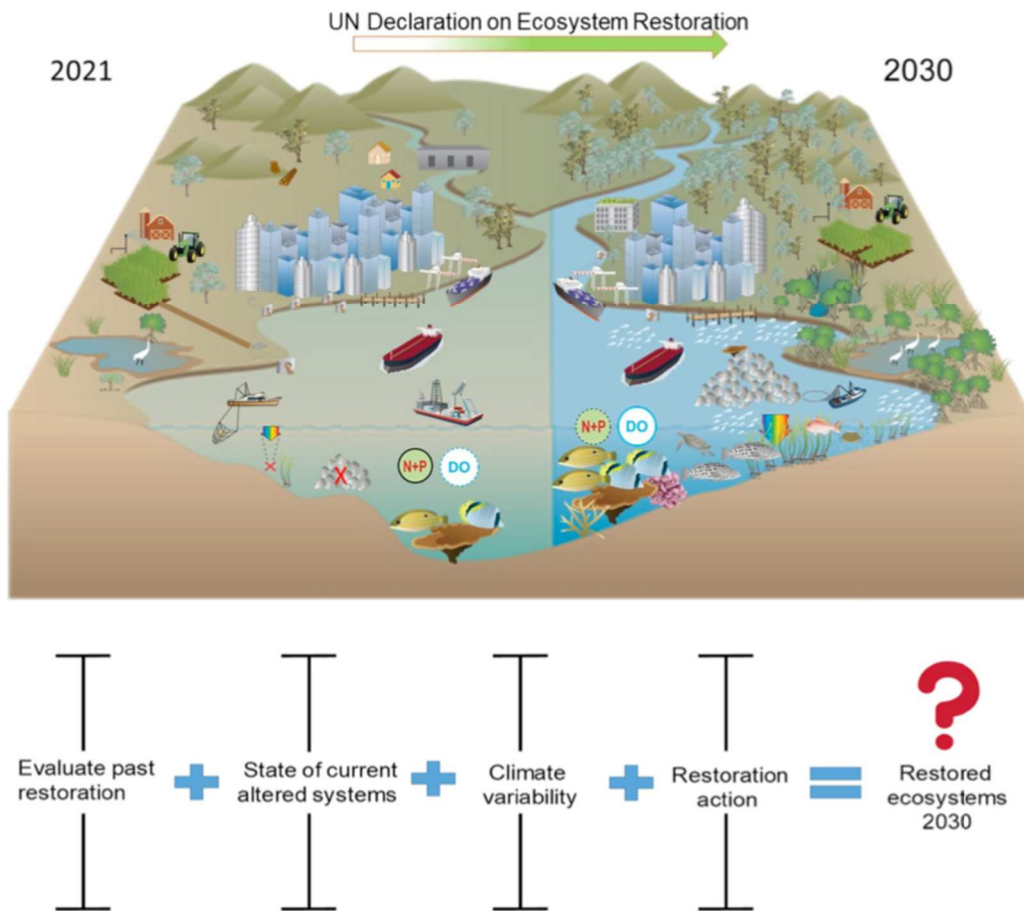 UN Declaration on Ecosystem Restoration
2021
2030
N+P
DO
X
N+P
DO
X
Evaluate past
restoration
+
State of current
altered systems
+
Climate
variability
+
Restoration
action
=
?
Restored
ecosystems
2030